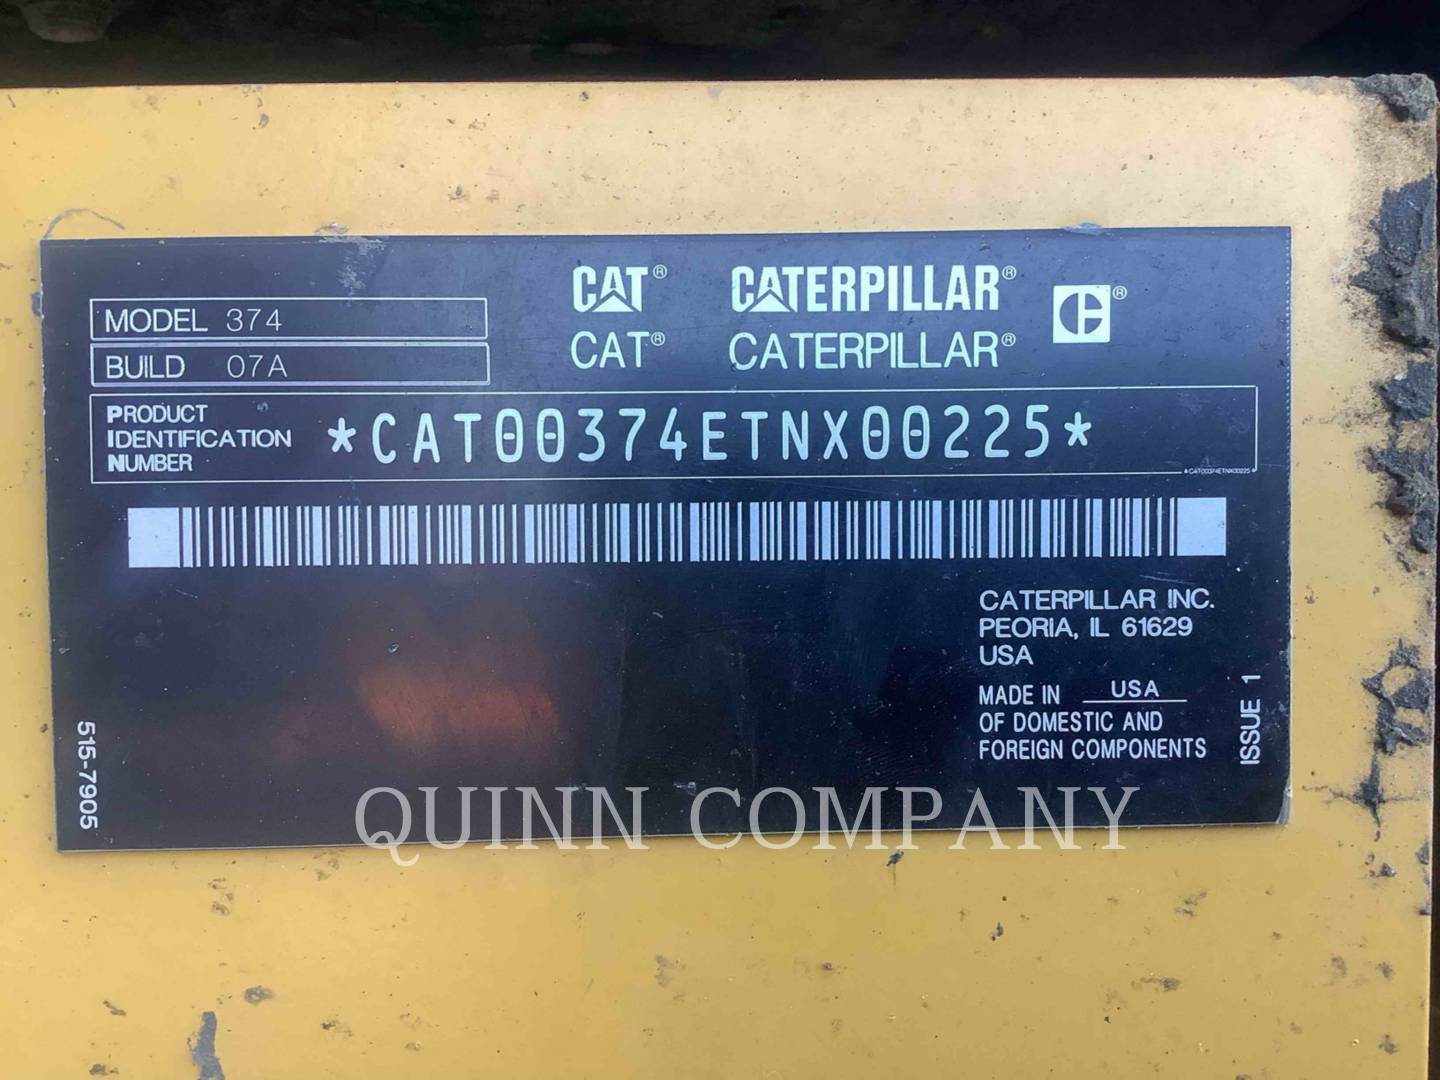 CAT® CATERPILLAR®
CAT® CATERPILLAR®
MODEL 374
BUILD 07A
PRODUCT
IDENTIFICATION
NUMBER
*CAT00374ETNX00225*
*CAT00374ETNX00225*
CATERPILLAR INC.
PEORIA, IL 61629
USA
MADE IN USA
OF DOMESTIC AND
FOREIGN COMPONENTS
ISSUE 1
515-7905
QUINN COMPANY